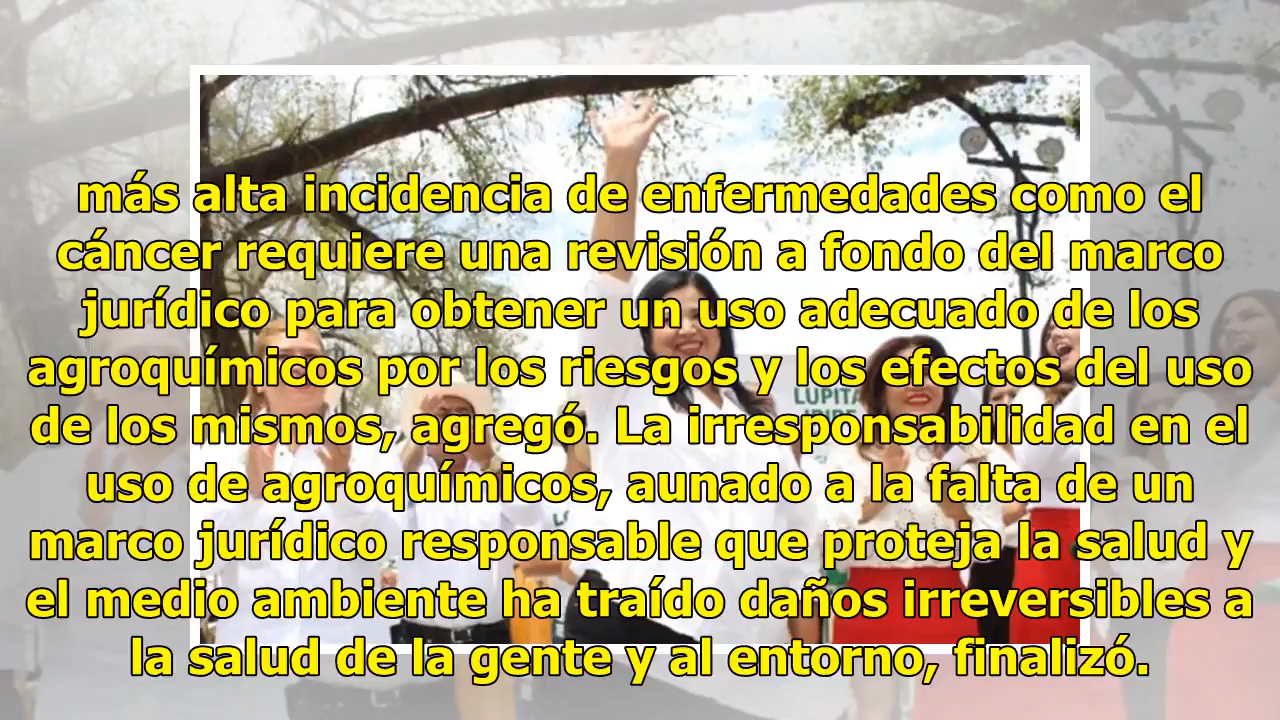 más alta incidencia de enfermedades como el
cáncer requiere una revisión a fondo del marco
jurídico para obtener un uso adecuado de los
agroquímicos por los riesgos y los efectos del uso
de los mismos, agregó. La irresponsabilidad en el
uso de agroquímicos, aunado a la falta de un
marco jurídico responsable que proteja la salud y
el medio ambiente ha traído daños irreversibles a
la salud de la gente y al entorno, finalizó.
LUPITA